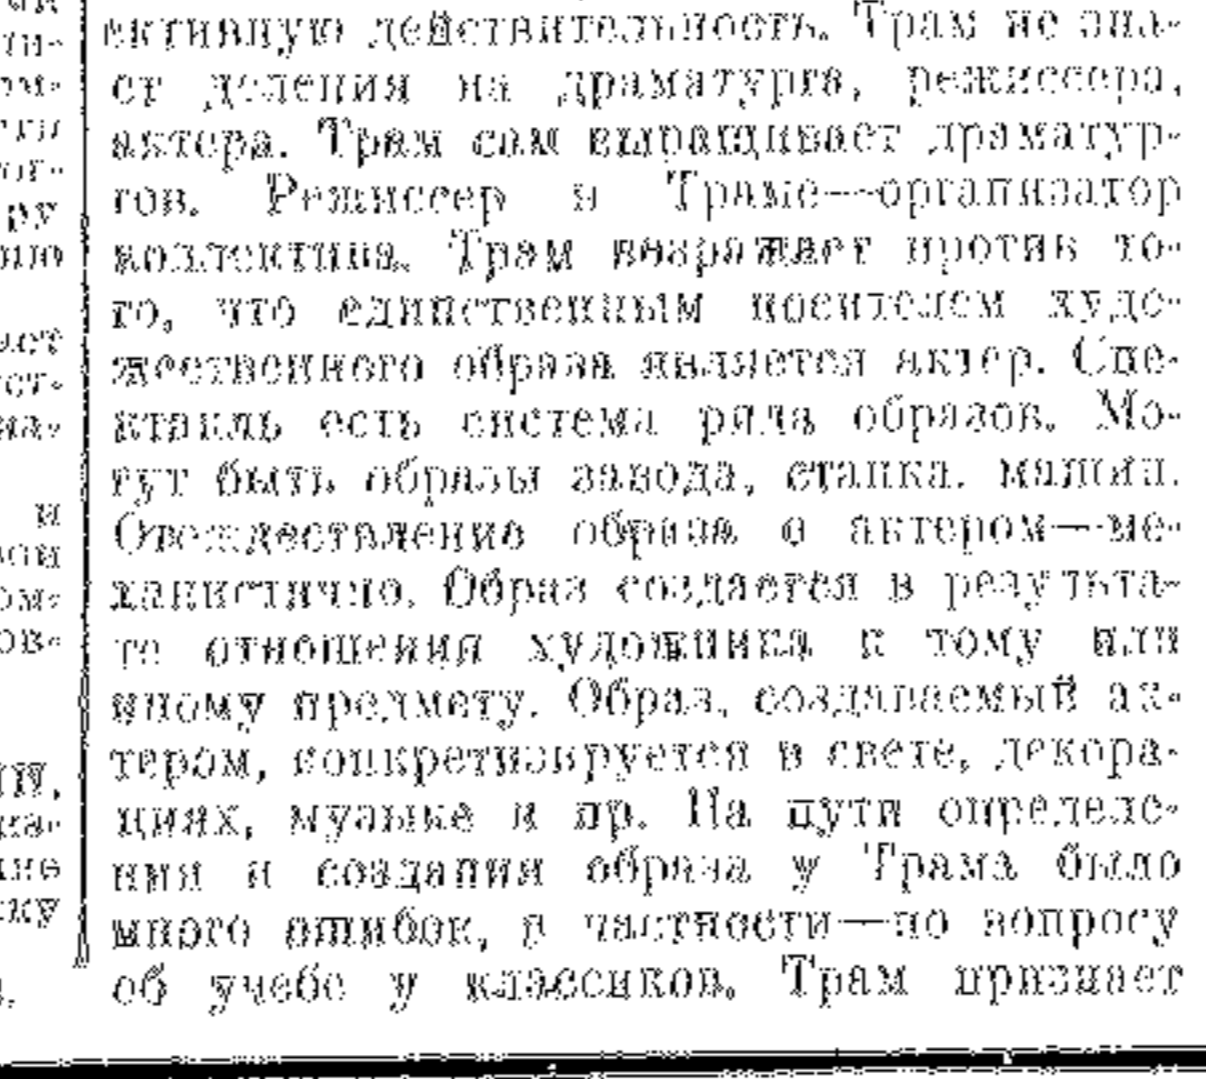 ективную действительность. Трам не зна-
ет деления на драматурга, режиссера,
актера. Трам сам выращивает драматур-
гов. Режиссер в Траме—организатор
коллектива. Трам возражает против то-
го, что единственным носителем худо-
жественного образа является актер. Спе-
ктакль есть система ряда образов. Мо-
гут быть образы завода, станка, машин.
Отождествление образа с актером—ме-
ханистично. Образ создается в результа-
те отношения художника к тому или
иному предмету. Образ, создаваемый ак-
тером, конкретизируется в свете, декора-
циях, музыке и пр. На пути определе-
ния и создания образа у Трама было
много ошибок, в частности—по вопросу
об учебе у классиков. Трам признает